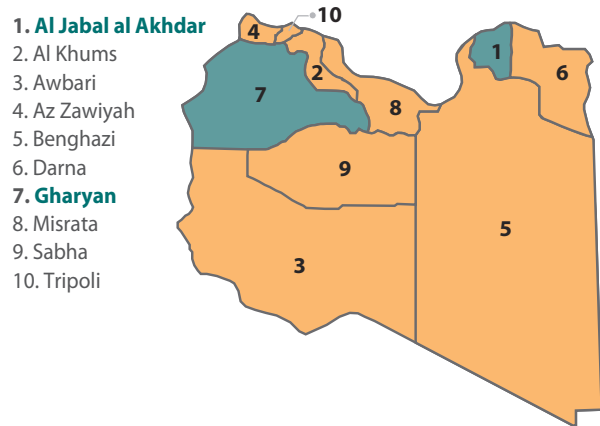 1. Al Jabal al Akhdar
2. Al Khums
3. Awbari
4. Az Zawiyah
5. Benghazi
6. Darna
7. Gharyan
8. Misrata
9. Sabha
10. Tripoli
10
4
1
2
6
7
8
9
5
3